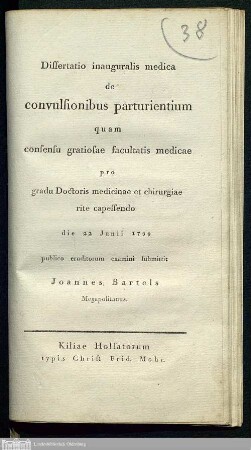 38
Dissertatio inauguralis medica
de
convulsionibus parturientium
quam
consensu gratiosae facultatis medicae
pro
gradu Doctoris medicinae et chirurgiae
rite capessendo
die 22 Junii 1799
publico eruditorum examini submittit
Joannes Bartels
Megapolitanus.
Kiliae Holsatorum
typis Christ Frid. Mohr.